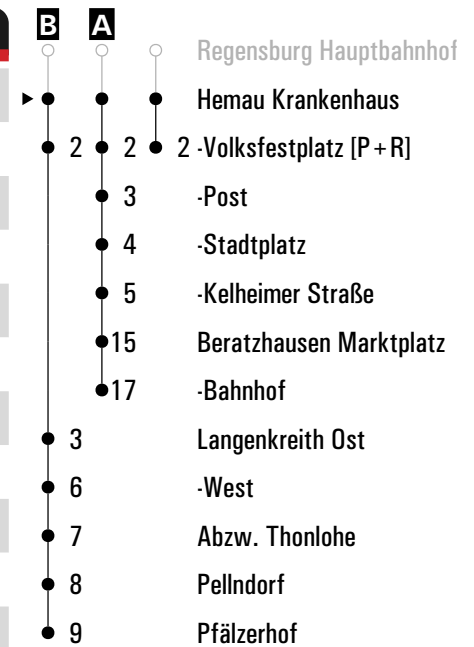 B A
Regensburg Hauptbahnhof
Hemau Krankenhaus
2 2 2 -Volksfestplatz [P+R]
3 -Post
4 -Stadtplatz
5 -Kelheimer Straße
15 Beratzhausen Marktplatz
17 -Bahnhof
3 Langenkreith Ost
6 -West
7 Abzw. Thonlohe
8 Pellndorf
9 Pfälzerhof